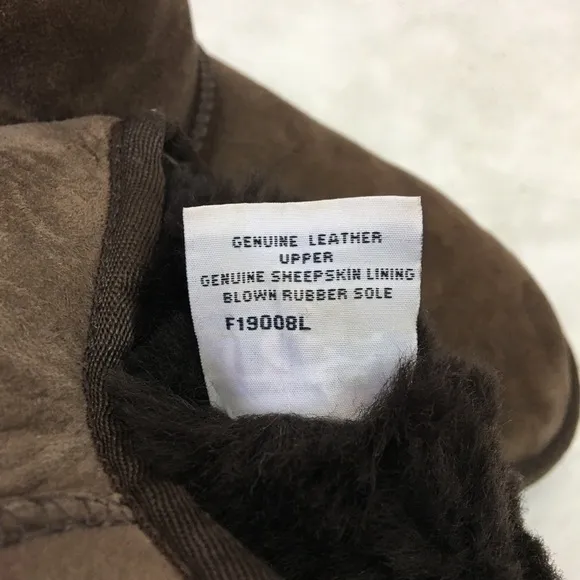 GENUINE LEATHER
UPPER
GENUINE SHEEPSKIN LINING
BLOWN RUBBER SOLE
F19008L